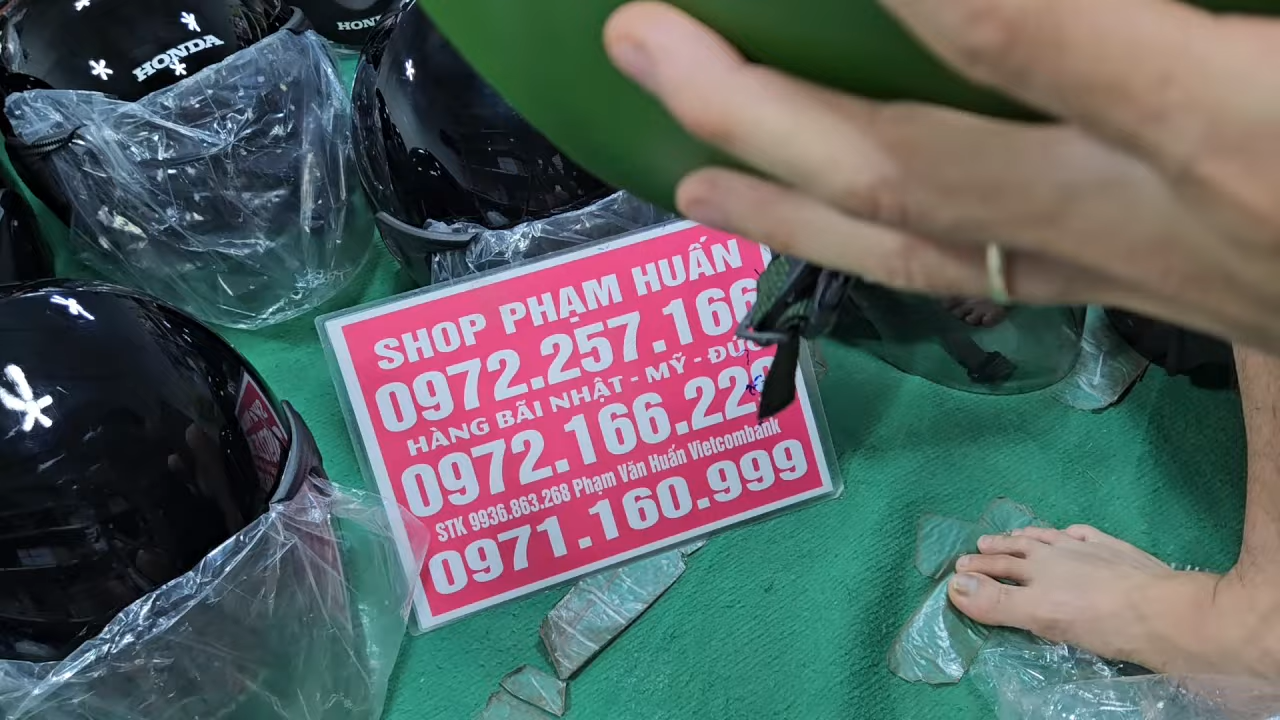 HONDA
SHOP PHẠM HUẤN
0972.257.166
HÀNG BÃI NHẬT - MỸ -
0972.166.22
STK 9936.863.268 Phạm Văn Huấn Vietcombank
0971.160.999